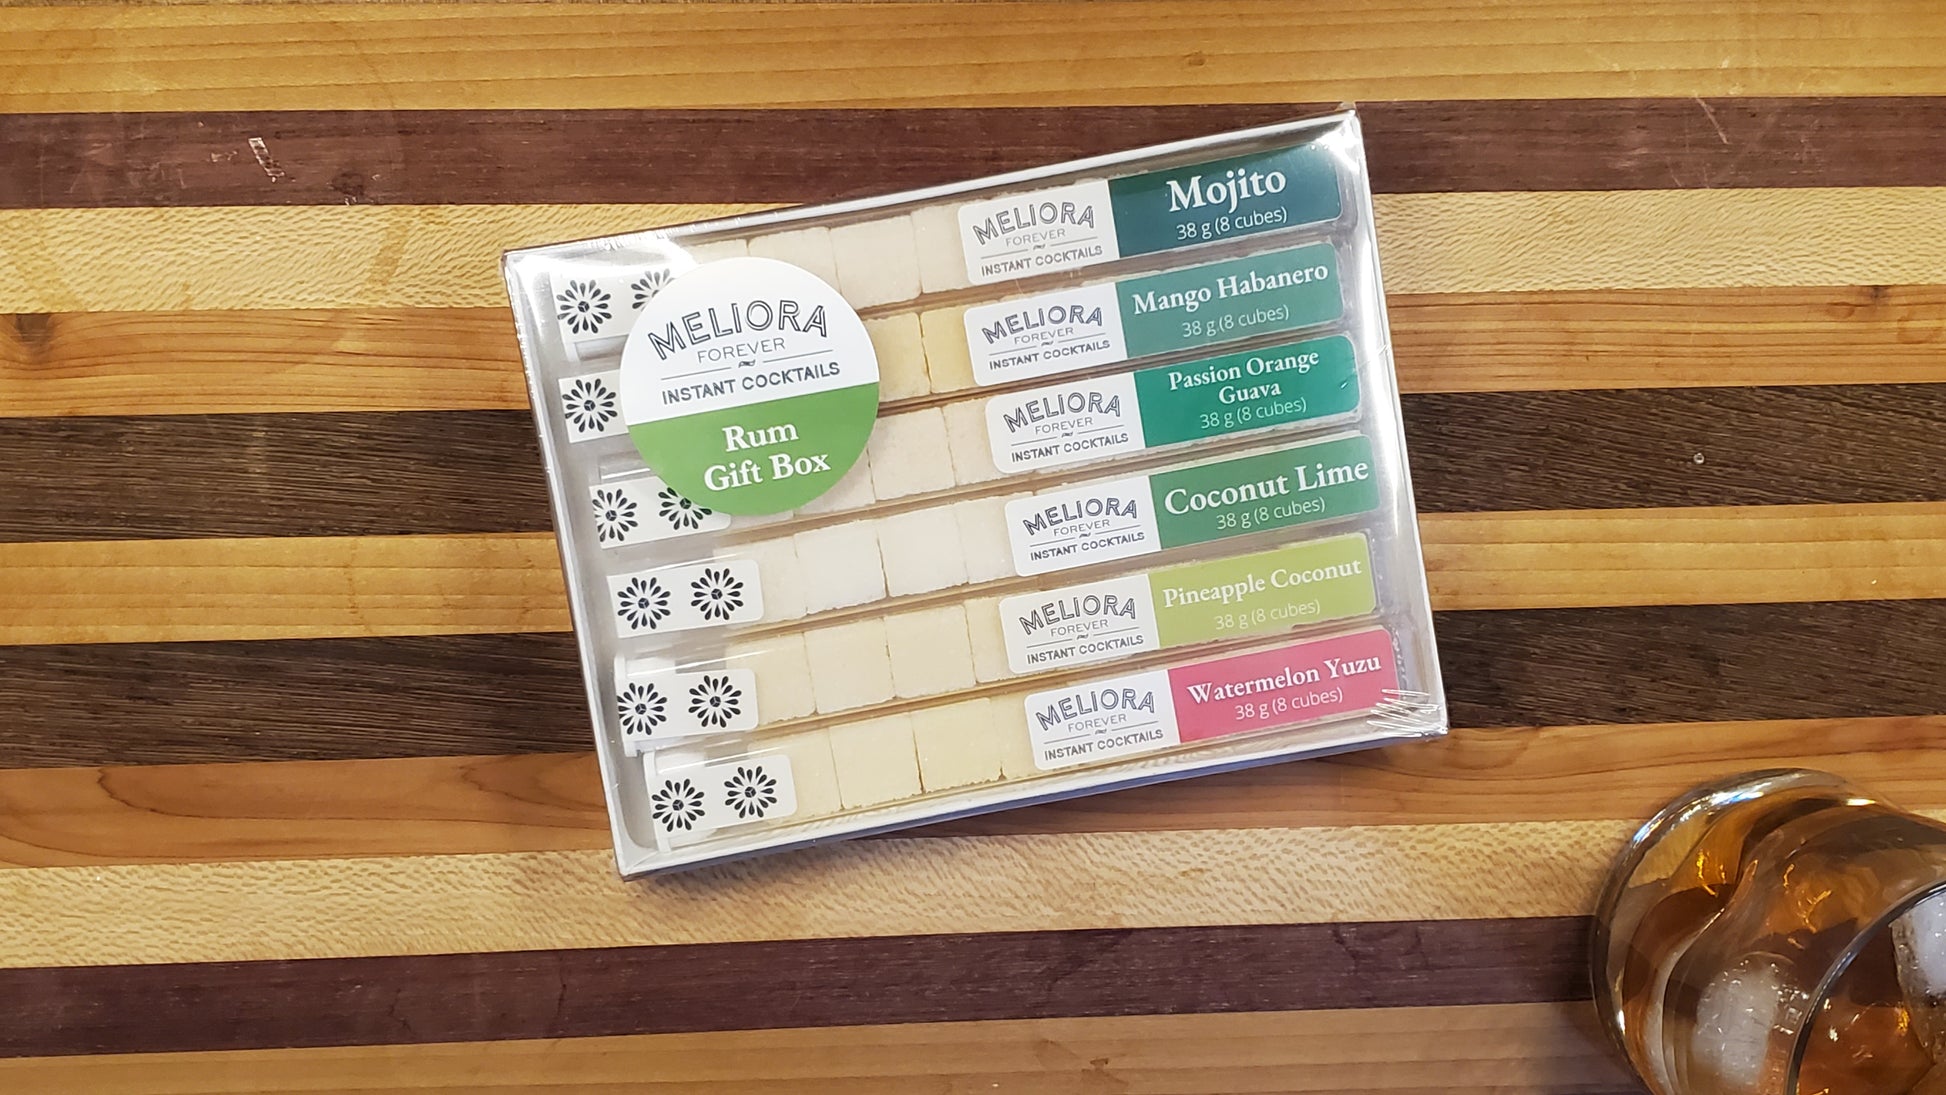 MELIORA
FOREVER
INSTANT COCKTAILS
Rum
Gift Box
MELIORA
FOREVER
INSTANT COCKTAILS
Mojito
38 g (8 cubes)
MELIORA
FOREVER
INSTANT COCKTAILS
Mango Habanero
38 g (8 cubes)
MELIORA
FOREVER
INSTANT COCKTAILS
Passion Orange
Guava
38 g (8 cubes)
MELIORA
FOREVER
INSTANT COCKTAILS
Coconut Lime
38 g (8 cubes)
MELIORA
FOREVER
INSTANT COCKTAILS
Pineapple Coconut
38 g (8 cubes)
MELIORA
FOREVER
INSTANT COCKTAILS
Watermelon Yuzu
38 g (8 cubes)